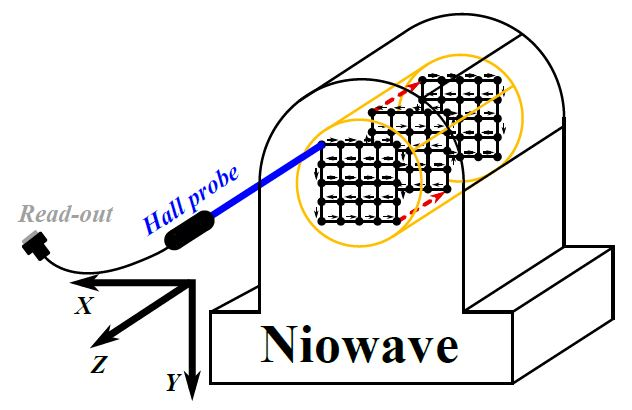 Hall probe
Read-out
X
Z
Y
Niowave